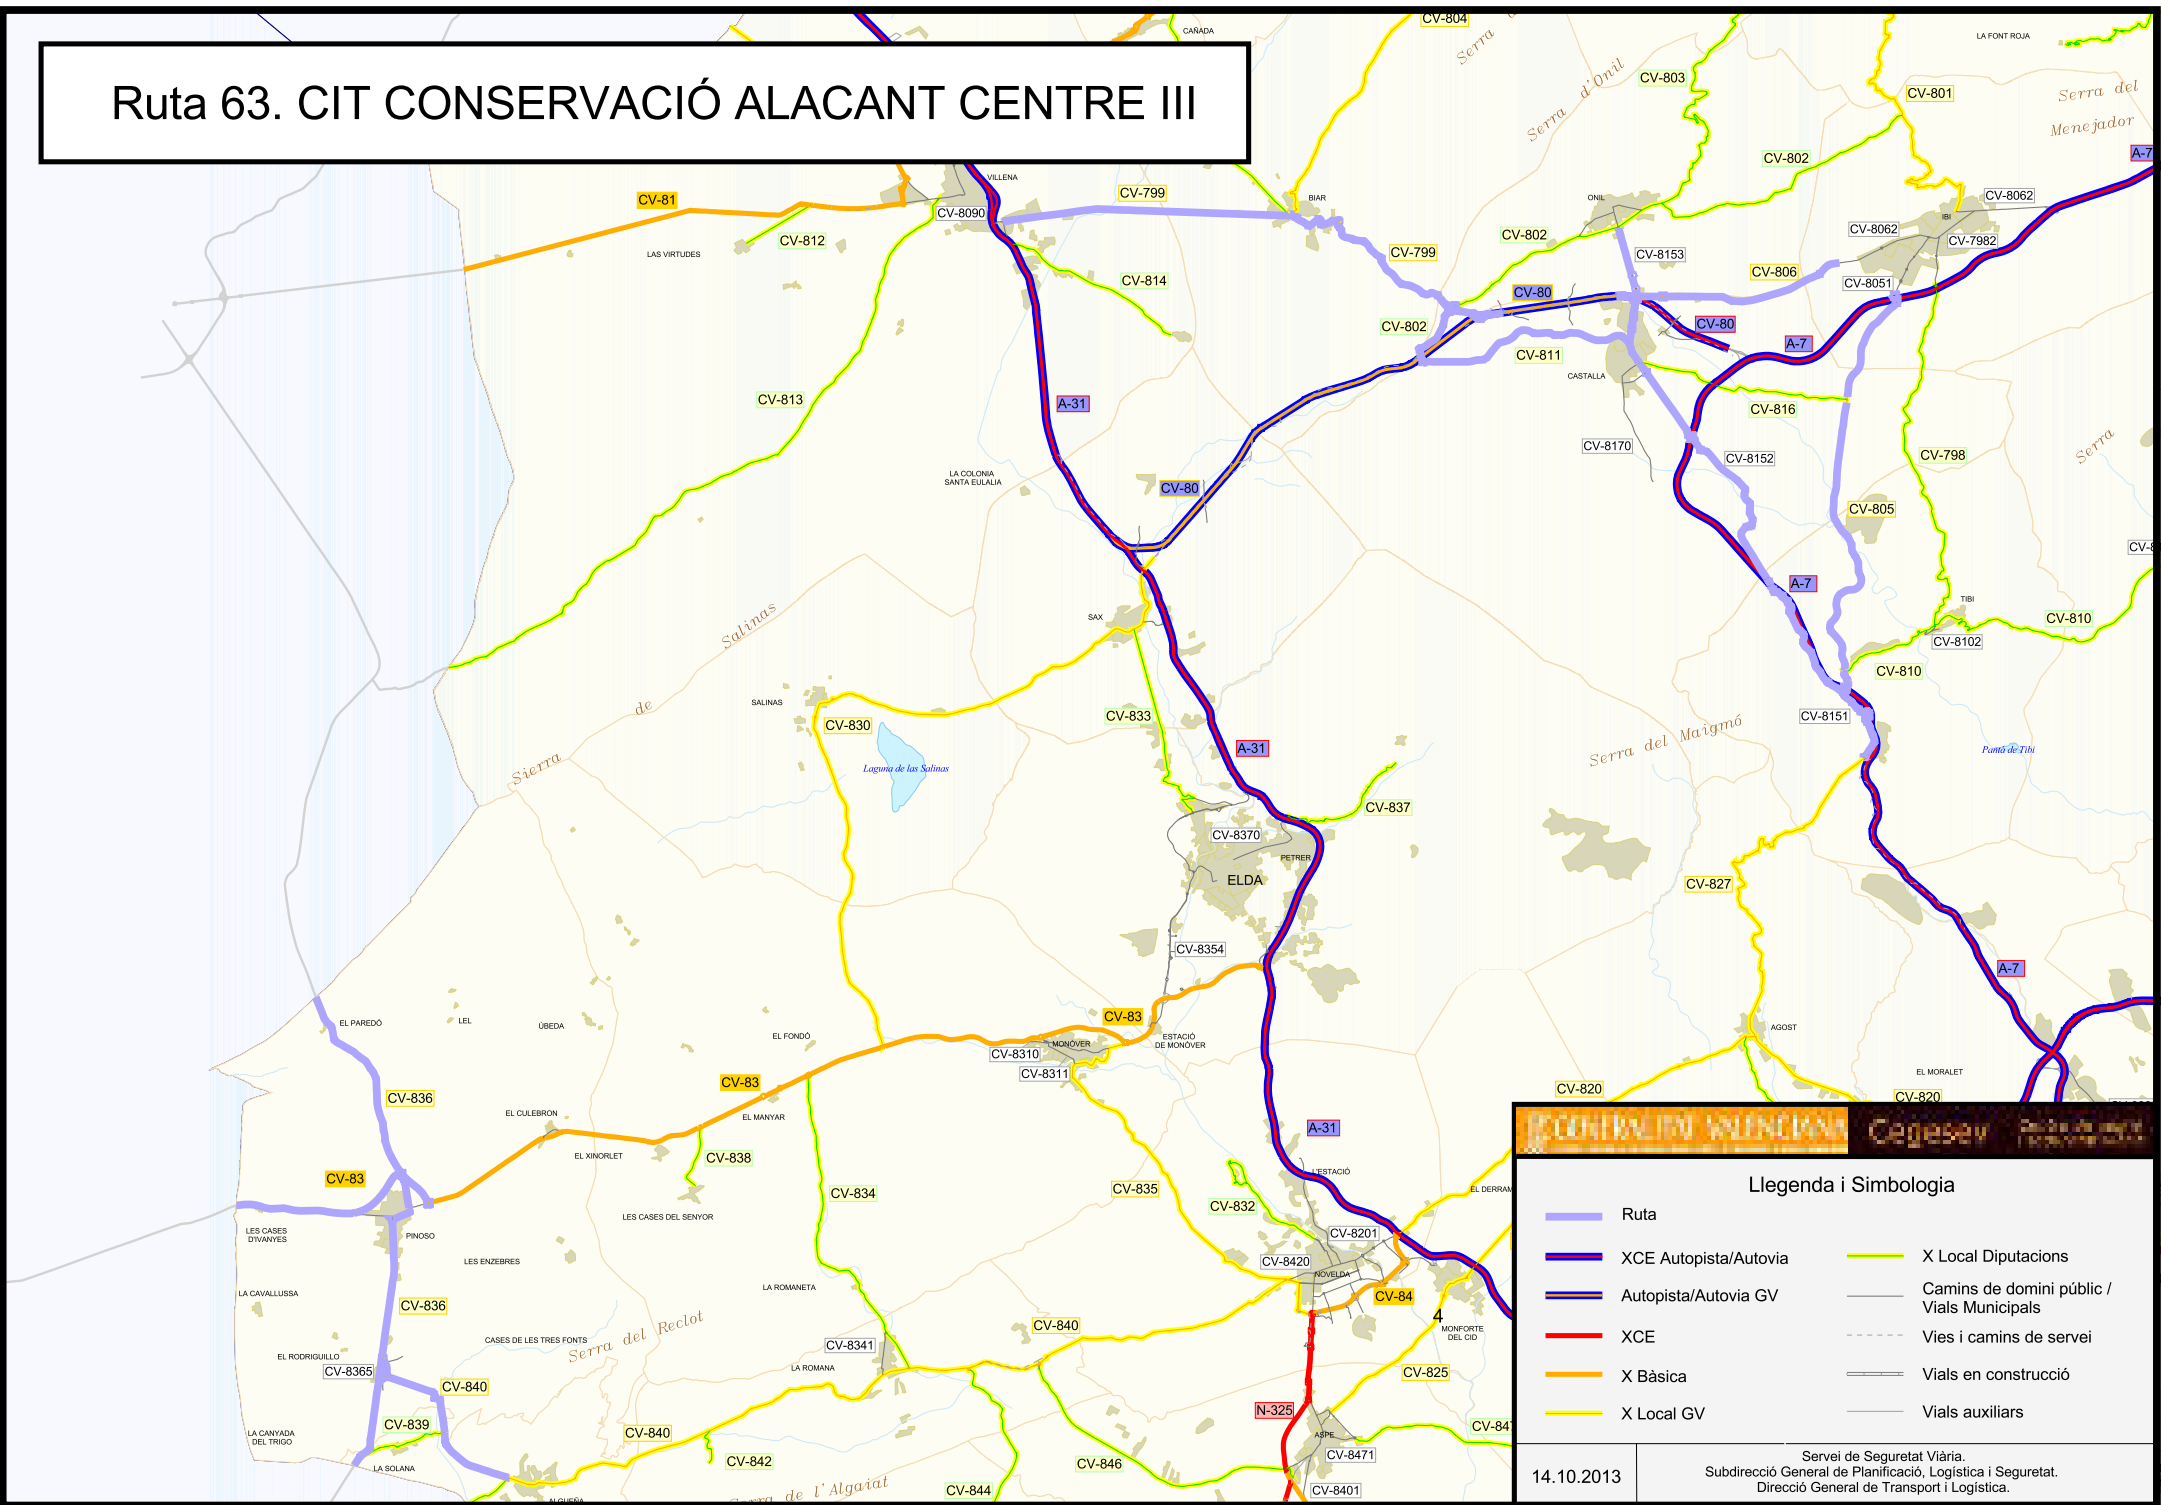 Ruta 63. CIT CONSERVACIÓ ALACANT CENTRE III
CV-804
CAÑADA
Serra
d'Onil
Serra
LA FONT ROJA
CV-803
CV-801
Serra del
Menejador
A-7
CV-802
VILLENA
CV-81
CV-799
BIAR
ONIL
CV-8062
CV-8090
IBI
CV-812
CV-802
CV-8062
CV-7982
LAS VIRTUDES
CV-799
CV-8153
CV-806
CV-814
CV-80
CV-8051
CV-802
CV-80
A-7
CV-811
CASTALLA
CV-813
A-31
CV-816
CV-8170
CV-8152
CV-798
Serra
LA COLONIA
SANTA EULALIA
CV-80
CV-805
A-7
TIBI
SAX
Salinas
CV-810
CV-8102
CV-810
de
SALINAS
CV-830
CV-833
CV-8151
Serra del Maigmó
Pantà de Tibi
A-31
Sierra
Laguna de las Salinas
CV-837
CV-8370
PETRER
ELDA
CV-827
CV-8354
A-7
CV-83
EL PAREDÓ
LEL
ÚBEDA
EL FONDÓ
MONÓVER
ESTACIÓ
DE MONÓVER
AGOST
CV-8310
CV-8311
EL MORALET
CV-83
CV-836
CV-820
CV-820
EL CULEBRON
EL MANYAR
A-31
EL XINORLET
CV-838
L'ESTACIÓ
CV-83
CV-834
CV-835
CV-832
EL DERRAM
LES CASES
D'IVANYES
PINOSO
LES CASES DEL SENYOR
CV-8201
LES ENZEBRES
CV-8420
NOVELDA
LA CAVALLUSSA
LA ROMANETA
CV-84
CV-836
4
MONFORTE
DEL CID
CASES DE LES TRES FONTS
Serra del Reclot
CV-840
CV-8341
EL RODRIGUILLO
CV-8365
LA ROMANA
CV-825
CV-840
N-325
CV-839
CV-840
LA CANYADA
DEL TRIGO
ASPE
CV-8471
LA SOLANA
CV-842
CV-846
CV-844
CV-8401
de l'Algaiat
GENERALITAT VALENCIANA
Cegesev
Llegenda i Simbologia
Ruta
XCE Autopista/Autovia
Autopista/Autovia GV
XCE
X Bàsica
X Local GV
X Local Diputacions
Camins de domini públic /
Vials Municipals
Vies i camins de servei
Vials en construcció
Vials auxiliars
14.10.2013
Servei de Seguretat Viària.
Subdirecció General de Planificació, Logística i Seguretat.
Direcció General de Transport i Logística.